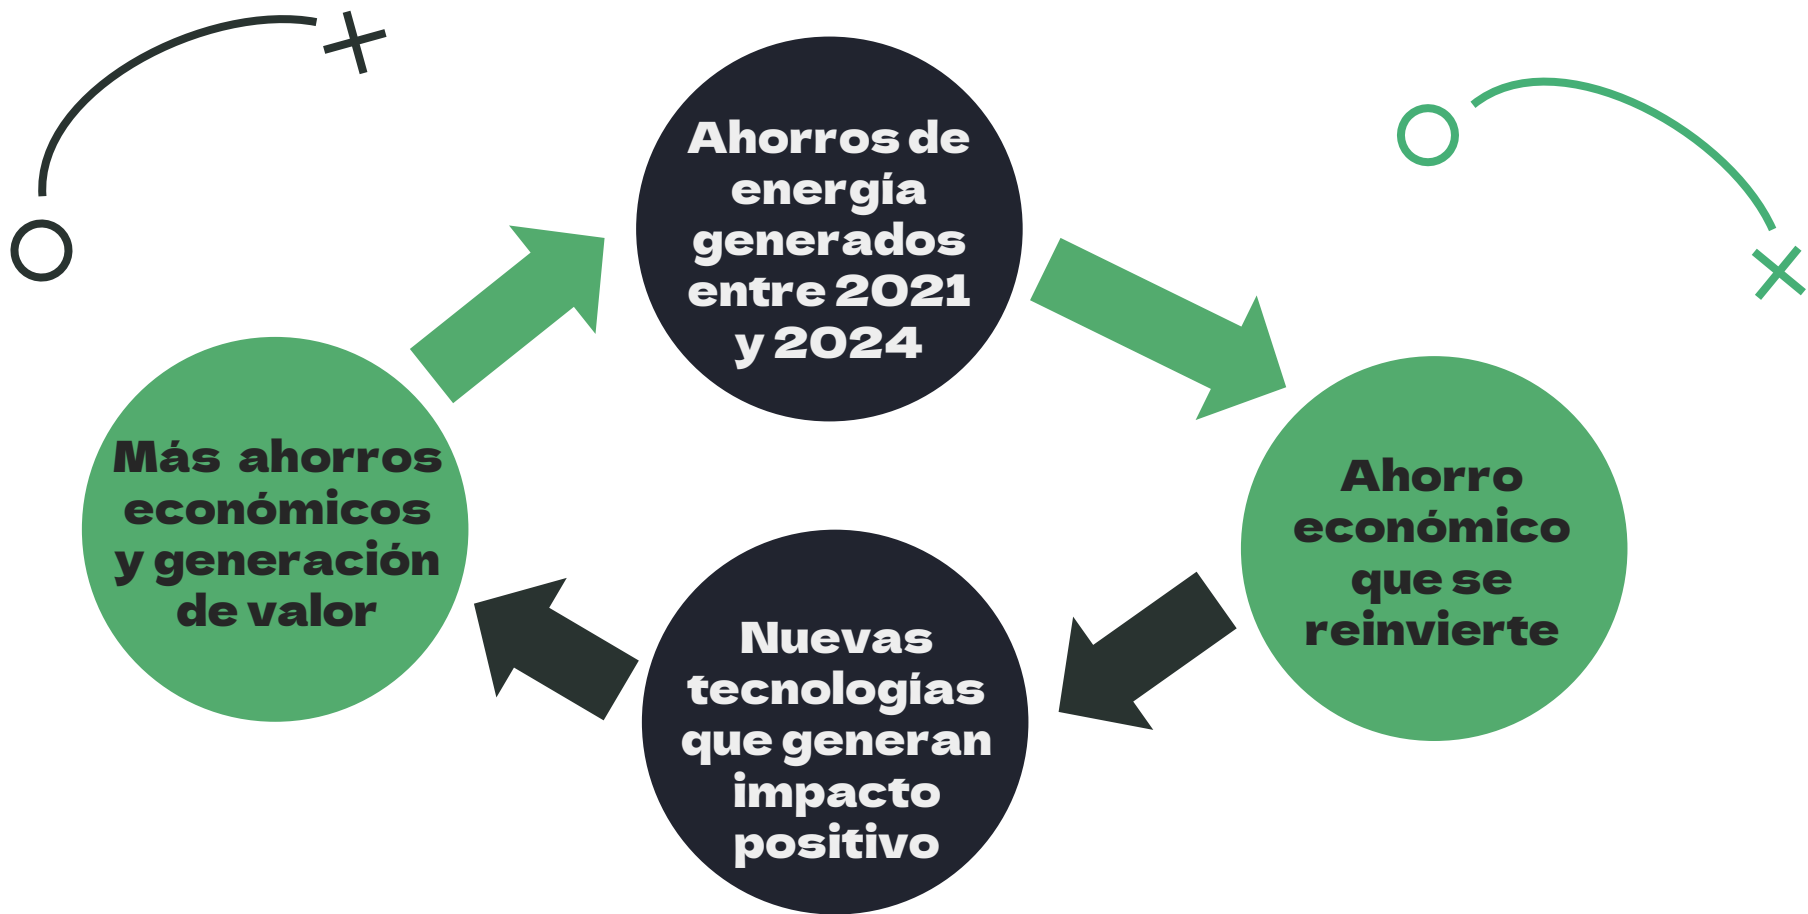 Ahorros de
energía
generados
entre 2021
y 2024
Ahorro
económico
que se
reinvierte
Nuevas
tecnologías
que generan
impacto
positivo
Más ahorros
económicos
y generación
de valor